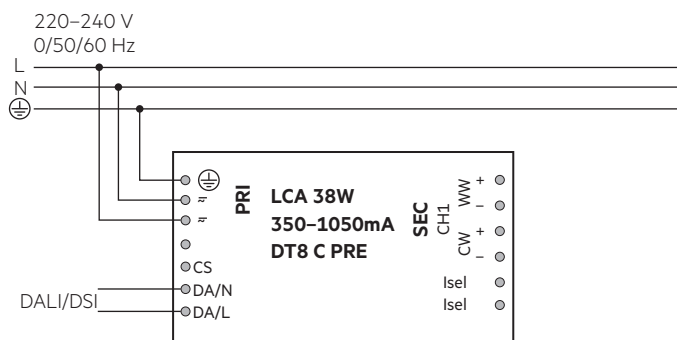 220–240 V
0/50/60 Hz
L
N
PRI
LCA 38W
350–1050mA
DT8 C PRE
SEC
CH1
WW
+
–
CW
+
–
Isel
Isel
CS
DA/N
DA/L
DALI/DSI